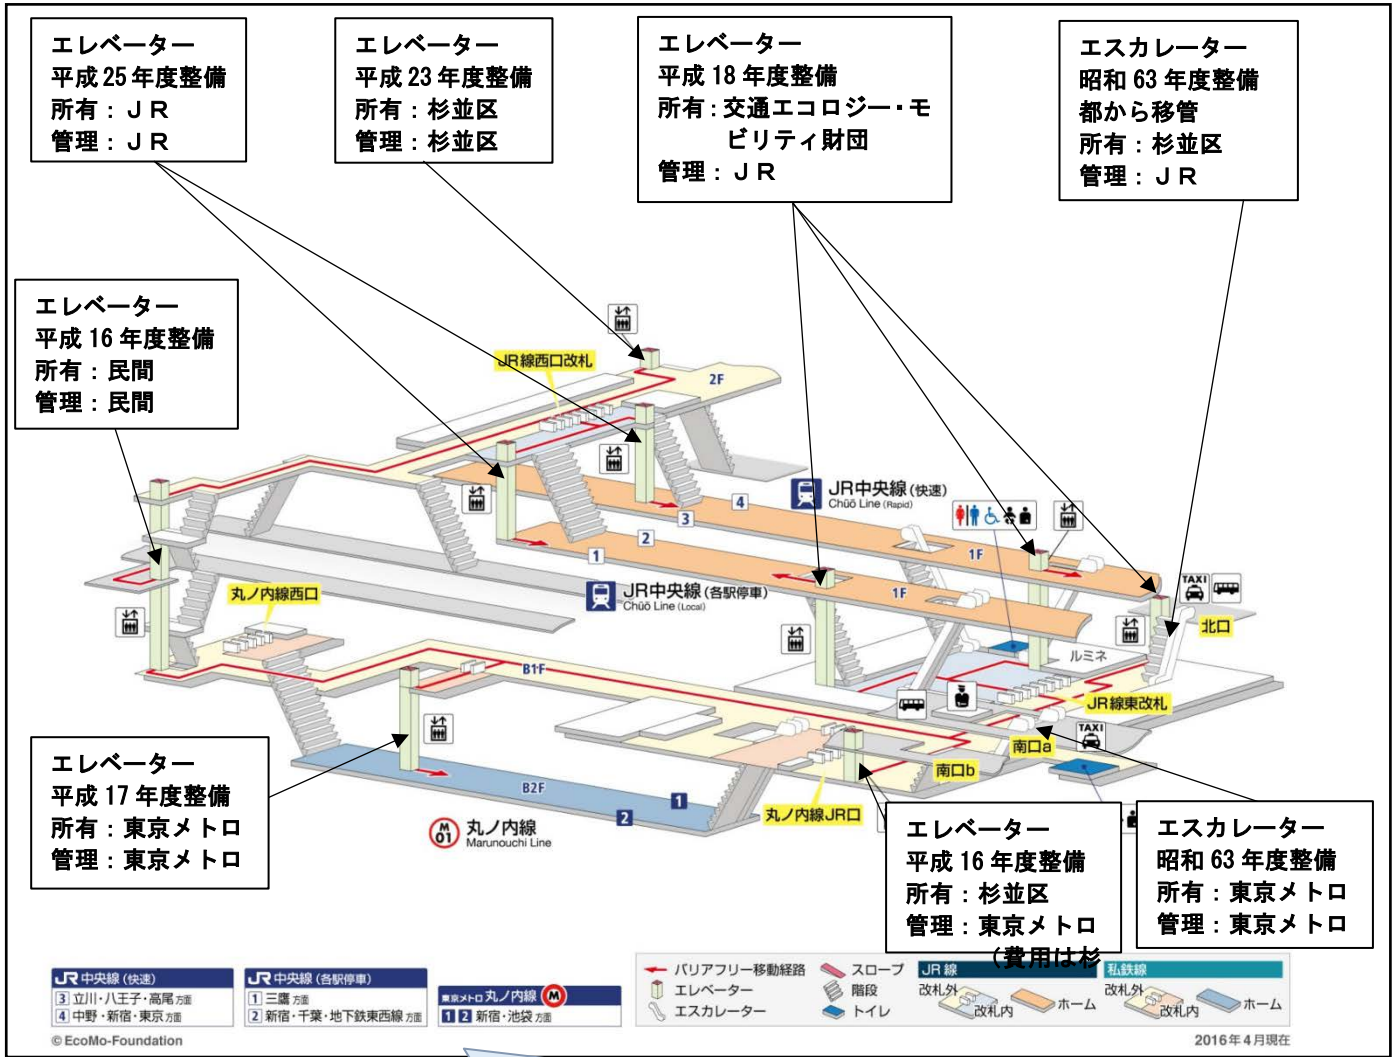 エレベーター
平成 25 年度整備
所有：ＪＲ
管理：ＪＲ
エレベーター
平成 23 年度整備
所有：杉並区
管理：杉並区
エレベーター
平成 18 年度整備
所有：交通エコロジー・モ
ビリティ財団
管理：ＪＲ
エスカレーター
昭和 63 年度整備
都から移管
所有：杉並区
管理：ＪＲ
エレベーター
平成 16 年度整備
所有：民間
管理：民間
JR線西口改札
2F
4
3
2
1
JR中央線(快速)
Chūō Line (Rapid)
1F
JR中央線(各駅停車)
Chūō Line (Local)
1F
TAXI
北口
丸ノ内線西口
ルミネ
B1F
JR線東改札
TAXI
南口a
南口b
エレベーター
平成 17 年度整備
所有：東京メトロ
管理：東京メトロ
B2F
1
2
M
01
丸ノ内線
Marunouchi Line
丸ノ内線JR口
エレベーター
平成 16 年度整備
所有：杉並区
管理：東京メトロ
（費用は杉
エスカレーター
昭和 63 年度整備
所有：東京メトロ
管理：東京メトロ
JR 中央線 (快速)
3 立川・八王子・高尾 方面
4 中野・新宿・東京 方面
JR 中央線 (各駅停車)
1 三鷹 方面
2 新宿・千葉・地下鉄東西線 方面
東京メトロ 丸ノ内線 M
1 2 新宿・池袋 方面
バリアフリー移動経路
エレベーター
エスカレーター
スロープ
階段
トイレ
JR 線
改札外
改札内
ホーム
私鉄線
改札外
改札内
ホーム
© EcoMo-Foundation
2016年4月現在